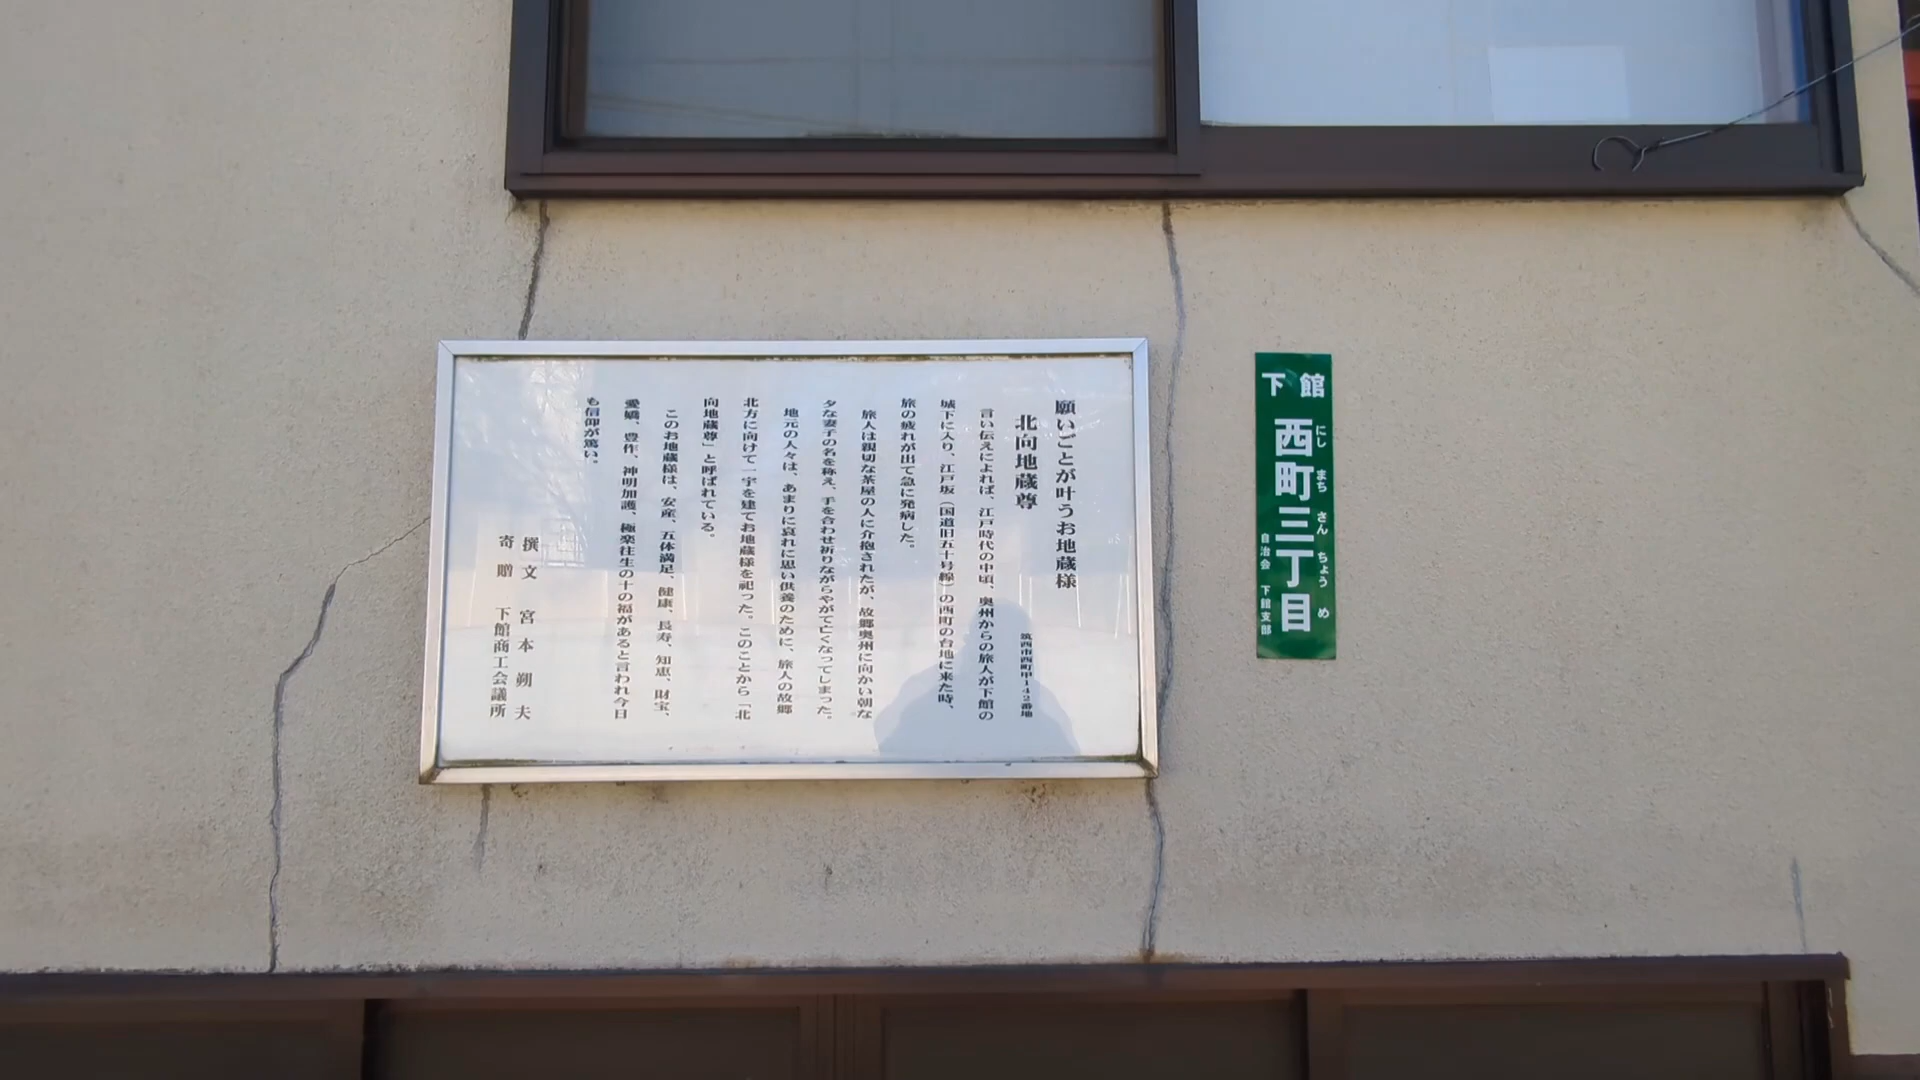 願いごとが叶うお地蔵様
北向地蔵尊
筑西市西町甲142番地
言い伝えによれば、江戸時代の中頃、奥州からの旅人が下館の
城下に入り、江戸坂（国道旧五十号線）の西町の台地に来た時、
旅の疲れが出て急に発病した。
旅人は親切な茶屋の人に介抱されたが、故郷奥州に向かい朝な
夕な妻子の名を称え、手を合わせ祈りながらやがて亡くなってしまった。
地元の人々は、あまりに哀れに思い供養のために、旅人の故郷
北方に向けて一宇を建てお地蔵様を祀った。このことから「北
向地蔵尊」と呼ばれている。
このお地蔵様は、安産、五体満足、健康、長寿、知恵、財宝、
愛嬌、豊作、神明加護、極楽往生の十の福があると言われ今日
も信仰が篤い。
撰文 宮本朔夫
寄贈 下館商工会議所
下館
西町三丁目
にし まち さん ちょう め
自治会 下館支部